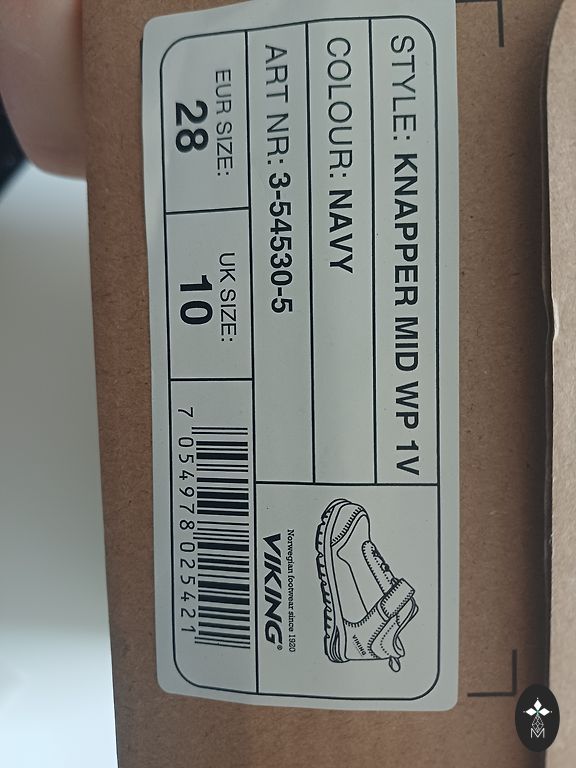 STYLE: KNAPPER MID WP 1V
COLOUR: NAVY
ART NR: 3-54530-5
EUR SIZE:
28
UK SIZE:
10
7 054978 025421
VIKING
Norwegian footwear since 1920
VIKING®
M